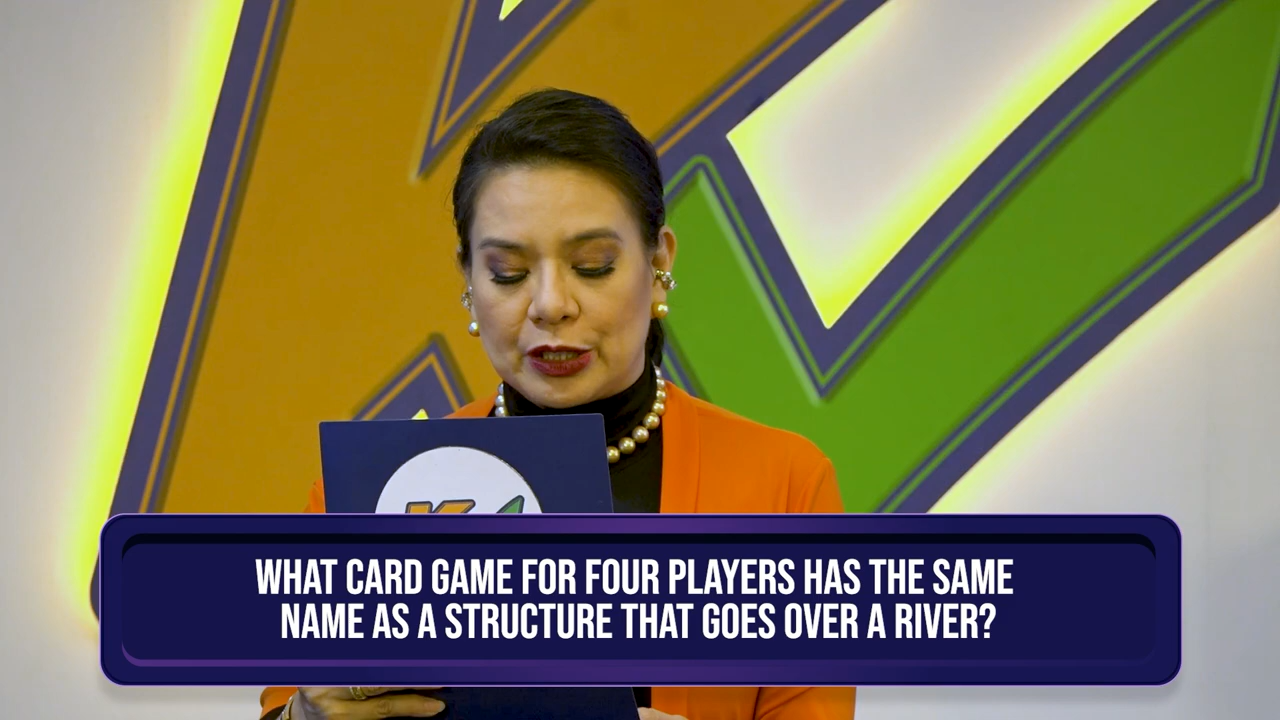 WHAT CARD GAME FOR FOUR PLAYERS HAS THE SAME
NAME AS A STRUCTURE THAT GOES OVER A RIVER?